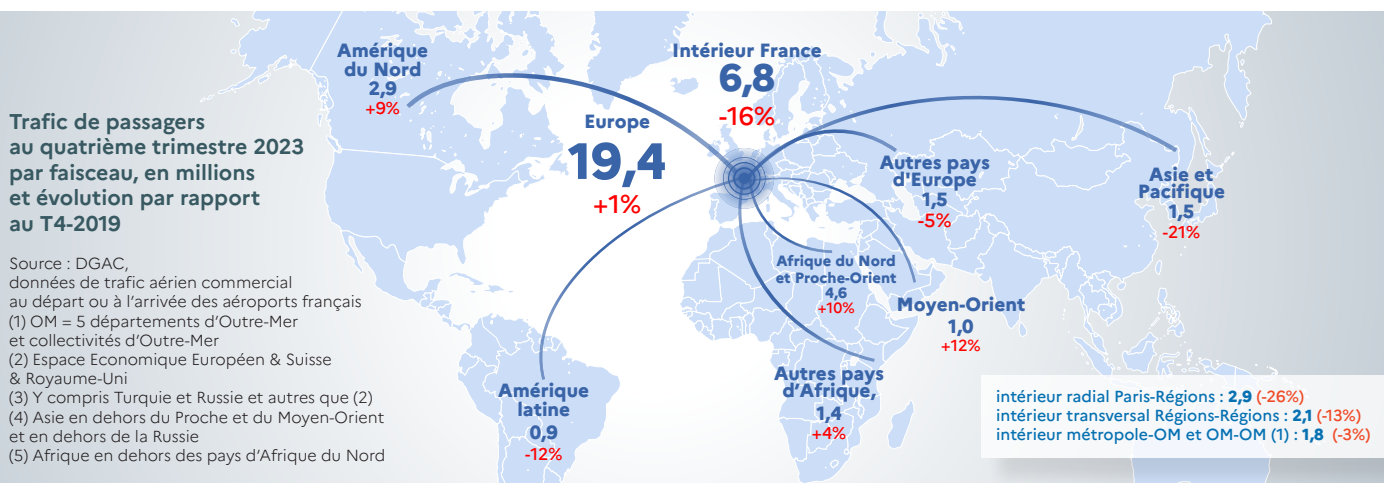 Trafic de passagers
au quatrième trimestre 2023
par faisceau, en millions
et évolution par rapport
au T4-2019
Source : DGAC,
données de trafic aérien commercial
au départ ou à l’arrivée des aéroports français
(1) OM = 5 départements d’Outre-Mer
et collectivités d’Outre-Mer
(2) Espace Economique Européen & Suisse
& Royaume-Uni
(3) Y compris Turquie et Russie et autres que (2)
(4) Asie en dehors du Proche et du Moyen-Orient
et en dehors de la Russie
(5) Afrique en dehors des pays d’Afrique du Nord
Amérique
du Nord
2,9
+9%
Intérieur France
6,8
-16%
Europe
19,4
+1%
Autres pays
d'Europe
1,5
-5%
Asie et
Pacifique
1,5
-21%
Afrique du Nord
et Proche-Orient
4,6
+10%
Moyen-Orient
1,0
+12%
Autres pays
d’Afrique,
1,4
+4%
Amérique
latine
0,9
-12%
intérieur radial Paris-Régions : 2,9 (-26%)
intérieur transversal Régions-Régions : 2,1 (-13%)
intérieur métropole-OM et OM-OM (1) : 1,8 (-3%)